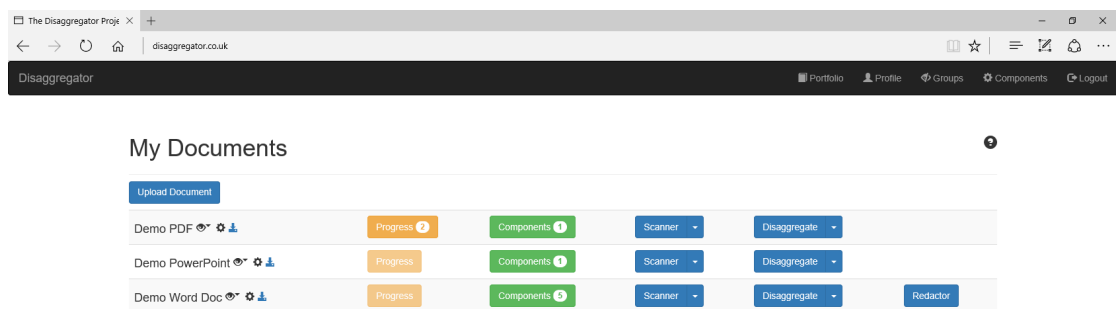 The Disaggregator Proje
disaggregator.co.uk
Disaggregator Portfolio Profile Groups Components Logout
My Documents
Upload Document
Demo PDF Progress 2 Components 1 Scanner Disaggregate
Demo PowerPoint Progress Components 1 Scanner Disaggregate
Demo Word Doc Progress Components 5 Scanner Disaggregate Redactor